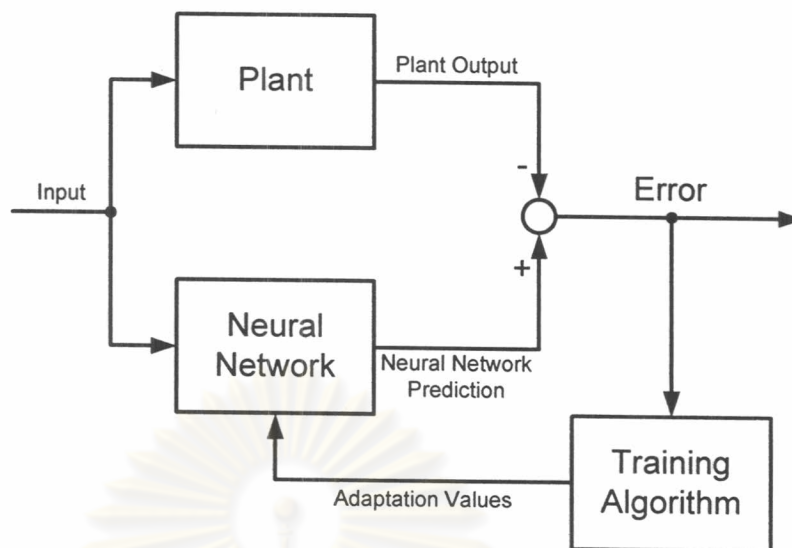 Plant
Plant Output
-
Input
Error
+
Neural
Network
Neural Network
Prediction
Training
Algorithm
Adaptation Values